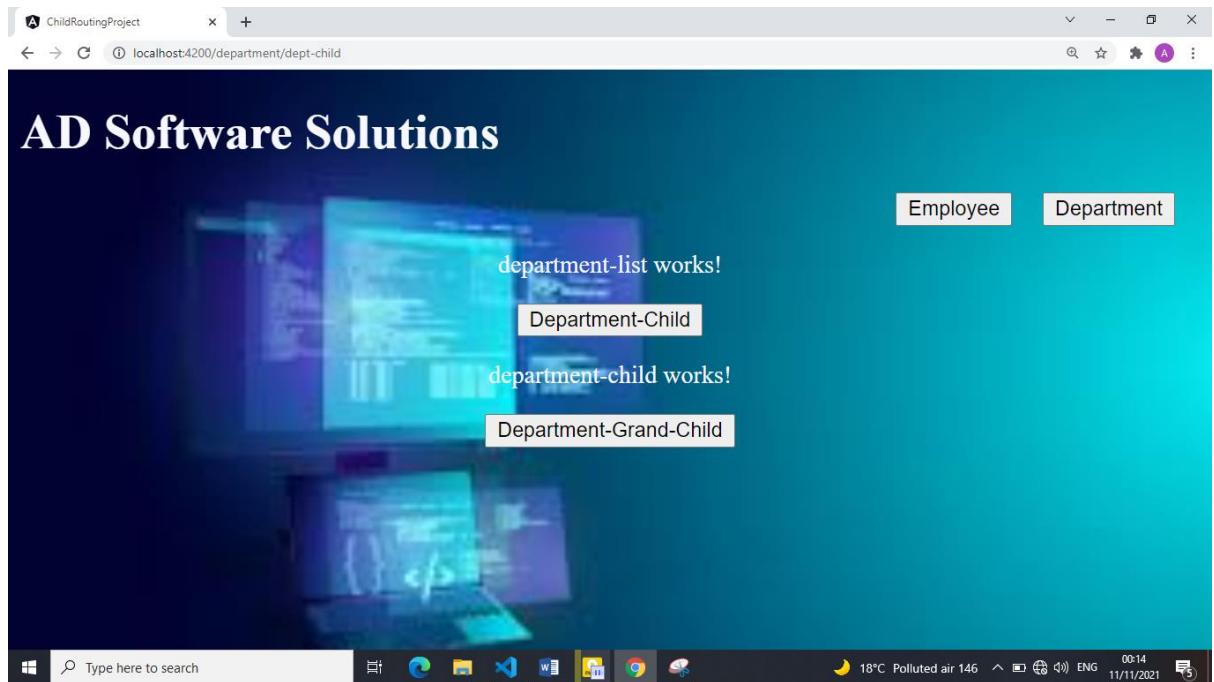 ChildRoutingProject
localhost:4200/department/dept-child
A
AD Software Solutions
Employee Department
department-list works!
Department-Child
department-child works!
Department-Grand-Child
{ } </>
Type here to search
18°C Polluted air 146 ENG 00:14
11/11/2021
5